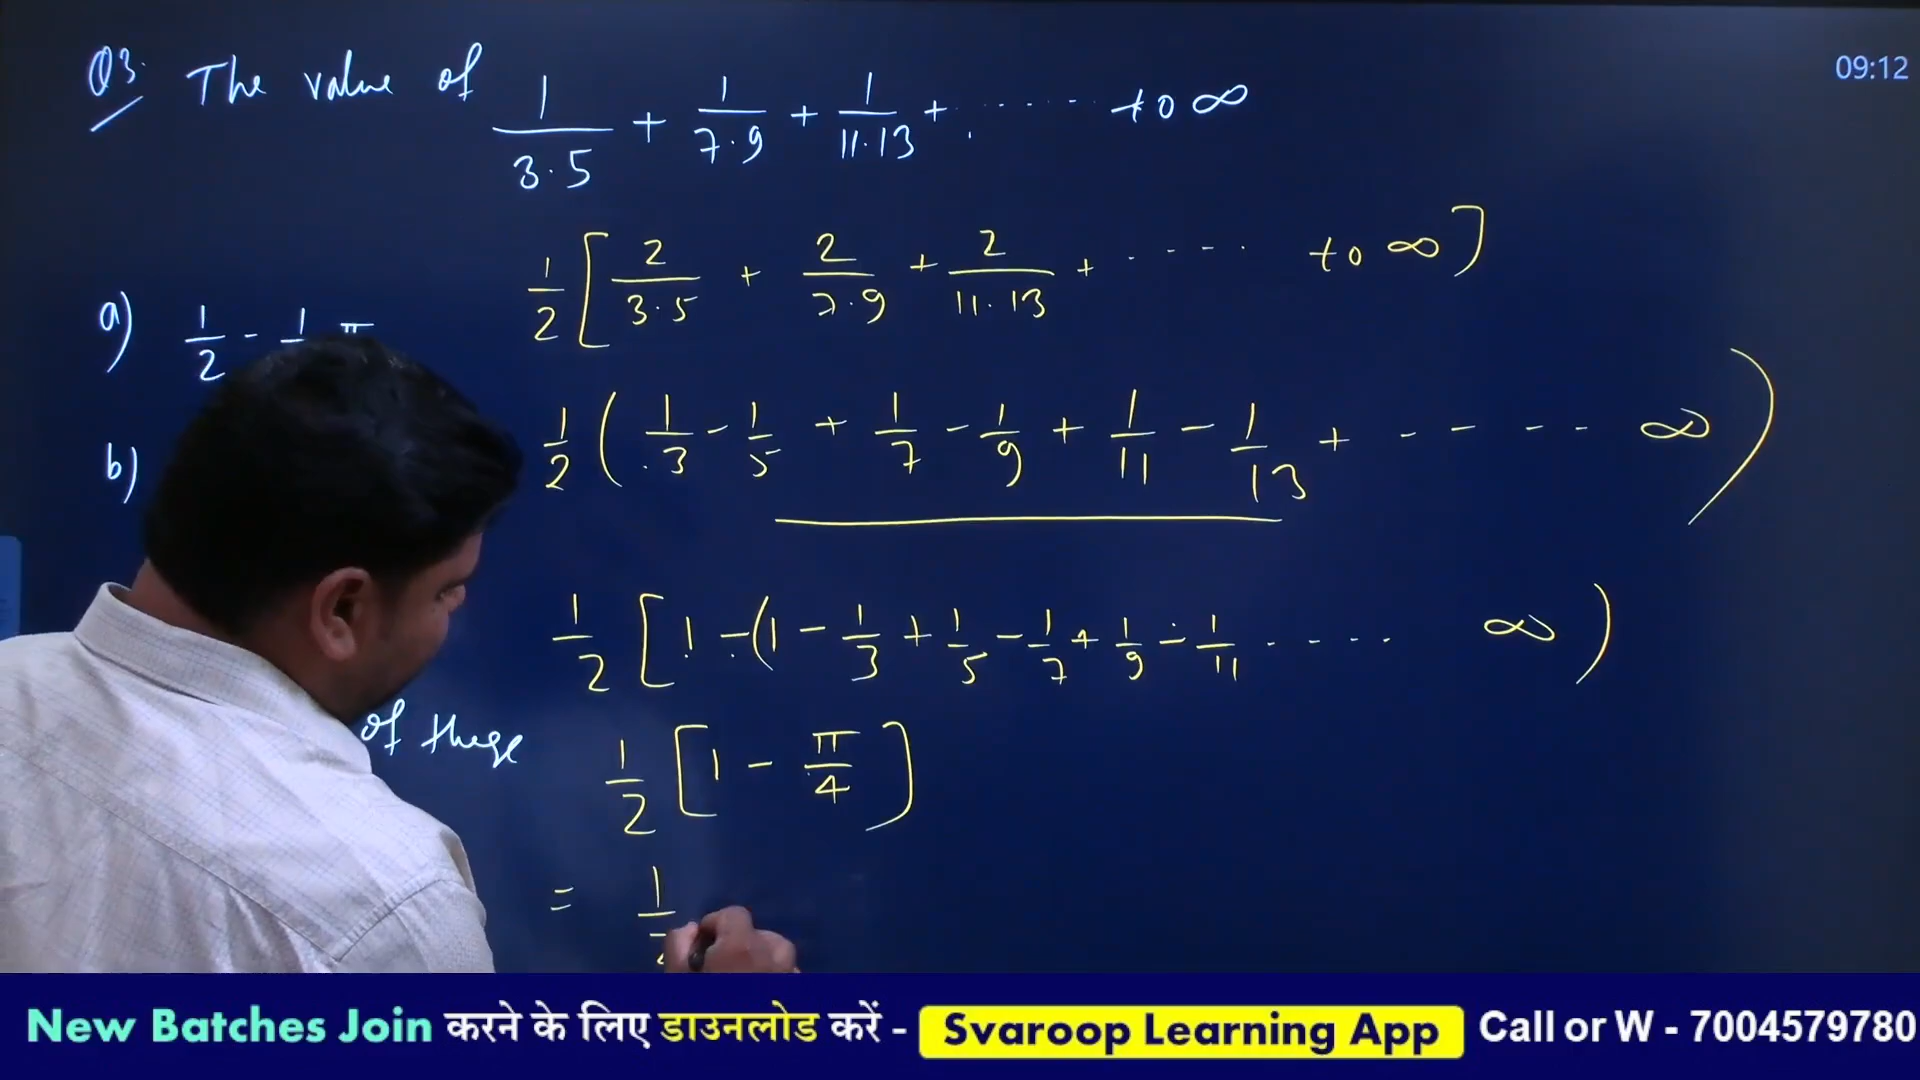 09:12
Q3. The value of 1/3·5 + 1/7·9 + 1/11·13 + ....... to ∞
1/2 [ 2/3·5 + 2/7·9 + 2/11·13 + ..... to ∞ ]
a) 1/2 - 1 π
1/2 ( 1/3 - 1/5 + 1/7 - 1/9 + 1/11 - 1/13 + - - - - ∞ )
b)
1/2 [ 1 - (1 - 1/3 + 1/5 - 1/7 + 1/9 - 1/11 ..... ∞ )
of these
1/2 [ 1 - π/4 ]
= 1
New Batches Join करने के लिए डाउनलोड करें - Svaroop Learning App Call or W - 7004579780